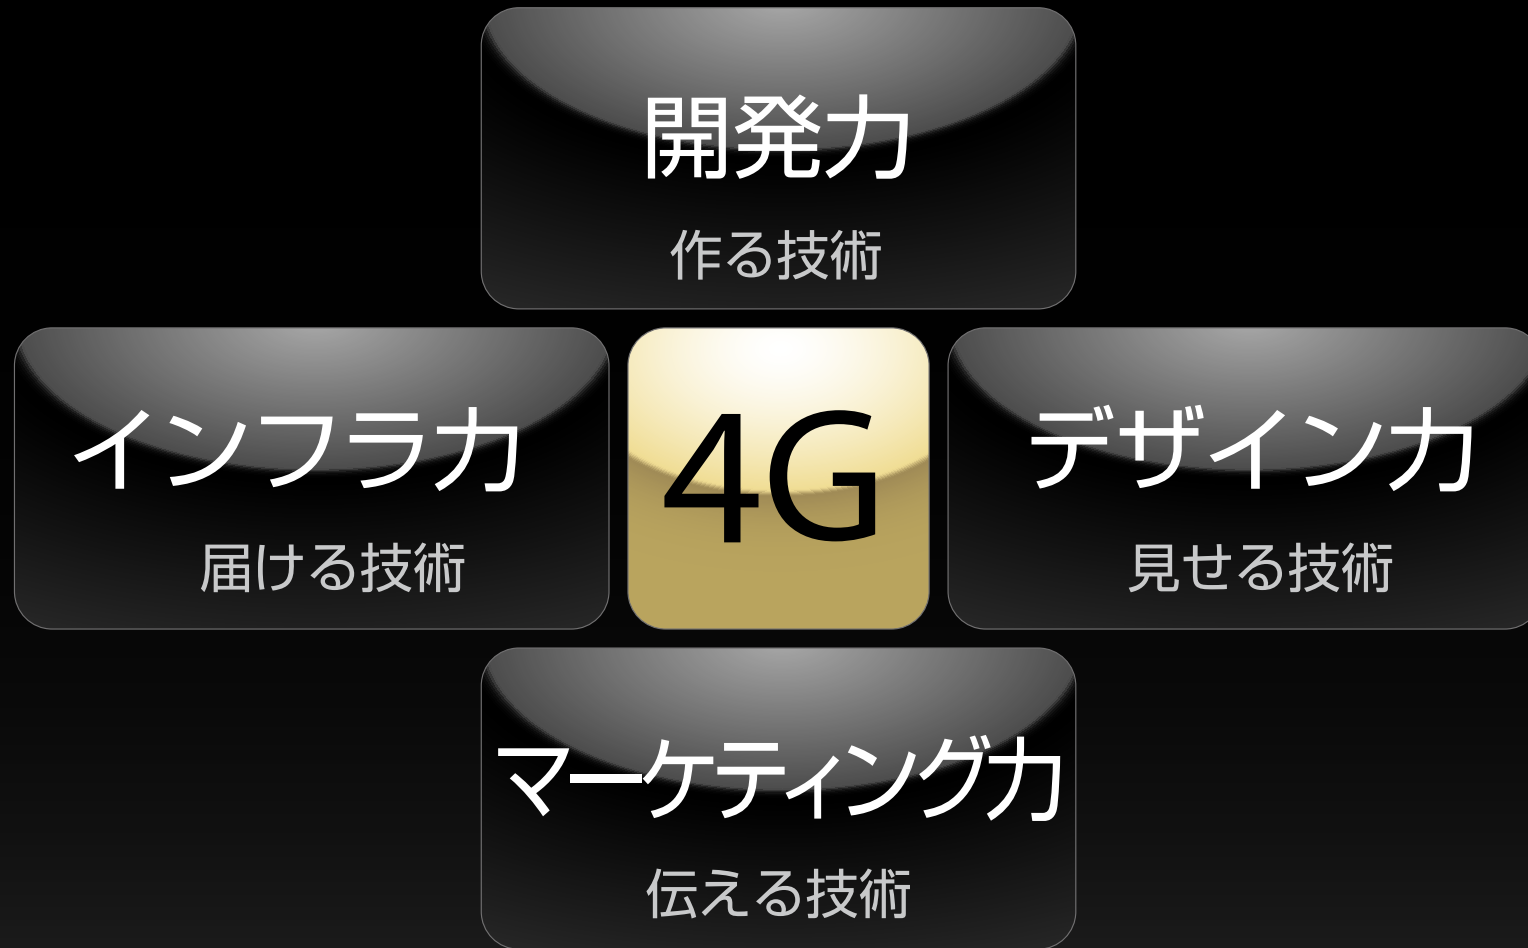 開発力
作る技術
インフラ力
届ける技術
4G
デザイン力
見せる技術
マーケティング力
伝える技術